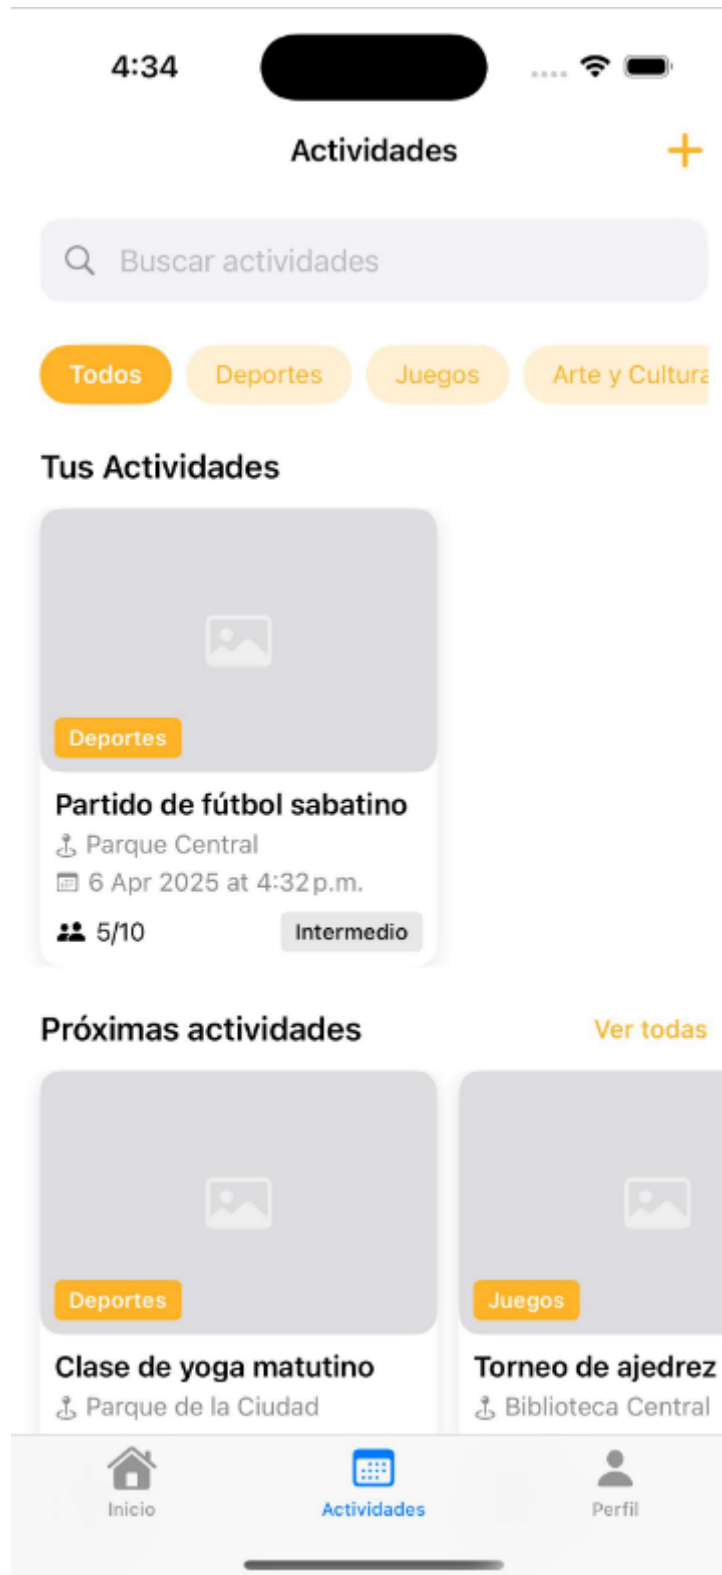 4:34
Actividades
Buscar actividades
Todos Deportes Juegos Arte y Cultura
Tus Actividades
Deportes
Partido de fútbol sabatino
Parque Central
6 Apr 2025 at 4:32 p.m.
5/10 Intermedio
Próximas actividades Ver todas
Deportes Juegos
Clase de yoga matutino Torneo de ajedrez
Parque de la Ciudad Biblioteca Central
Inicio Actividades Perfil